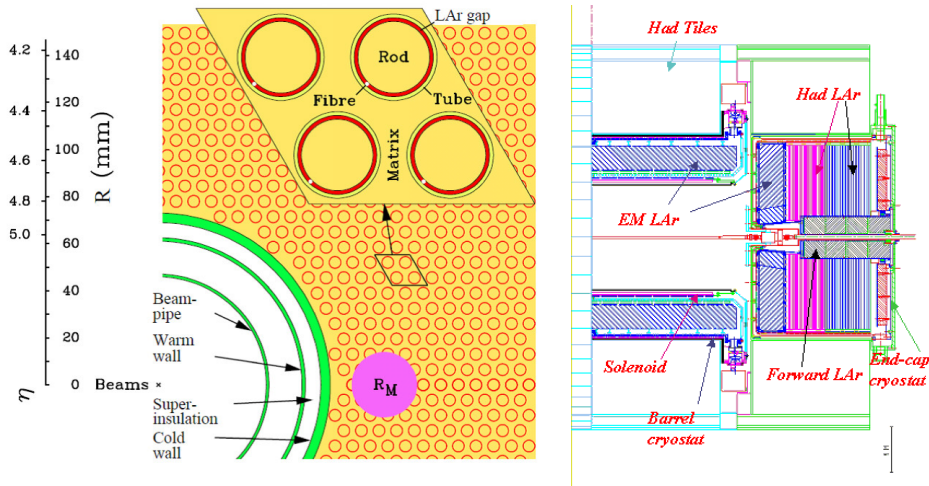 LAr gap
Rod
Fibre
Tube
Matrix
4.2
4.4
4.6
4.8
5.0
η
140
120
100
80
60
40
20
0
R (mm)
Beam-
pipe
Warm
wall
Beams
Super-
insulation
Cold
wall
R_M
Had Tiles
Had LAr
EM LAr
Solenoid
Forward LAr
End-cap
cryostat
Barrel
cryostat